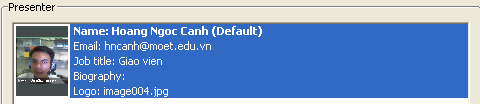 Presenter
Name: Hoang Ngoc Canh (Default)
Email: hncanh@moet.edu.vn
Job title: Giao vien
Biography:
Logo: image004.jpg